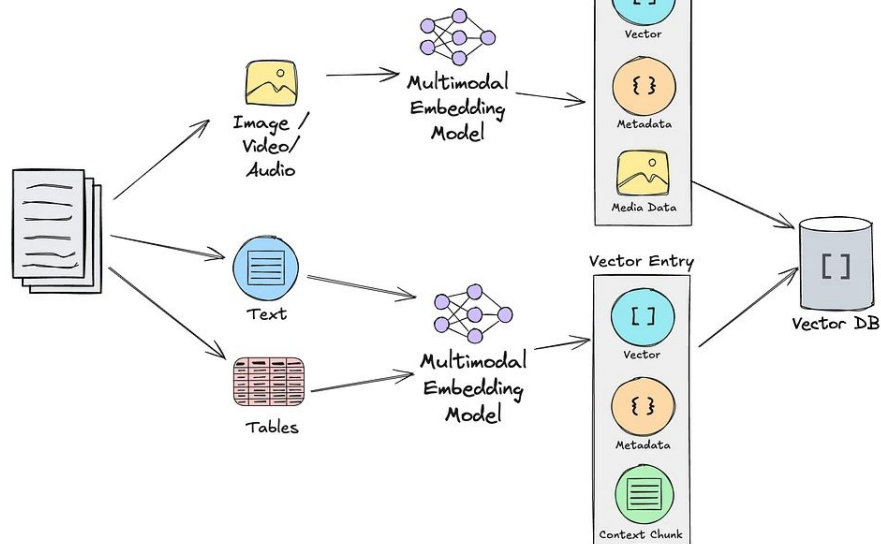 Vector
Metadata
Media Data
Multimodal
Embedding
Model
Image /
Video/
Audio
Text
Tables
Multimodal
Embedding
Model
Vector Entry
[ ]
Vector
{ }
Metadata
Context Chunk
[ ]
Vector DB